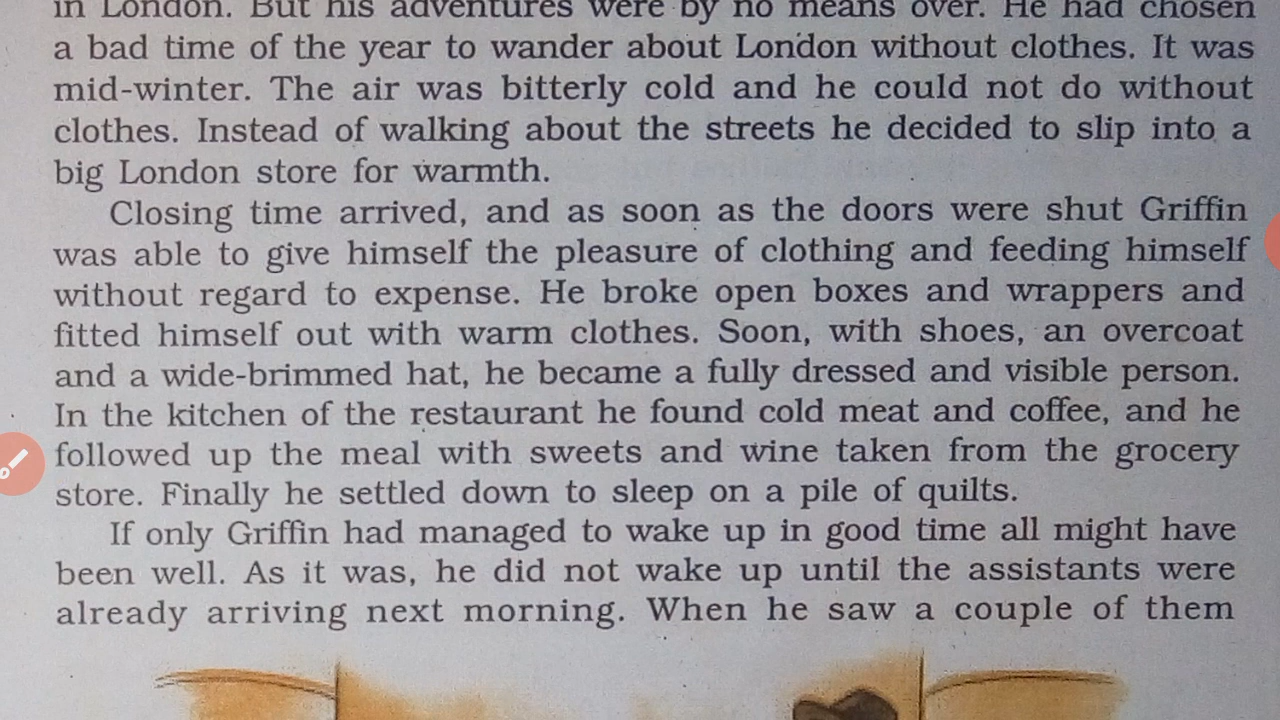 in London. But his adventures were by no means over. He had chosen
a bad time of the year to wander about London without clothes. It was
mid-winter. The air was bitterly cold and he could not do without
clothes. Instead of walking about the streets he decided to slip into a
big London store for warmth.
Closing time arrived, and as soon as the doors were shut Griffin
was able to give himself the pleasure of clothing and feeding himself
without regard to expense. He broke open boxes and wrappers and
fitted himself out with warm clothes. Soon, with shoes, an overcoat
and a wide-brimmed hat, he became a fully dressed and visible person.
In the kitchen of the restaurant he found cold meat and coffee, and he
followed up the meal with sweets and wine taken from the grocery
store. Finally he settled down to sleep on a pile of quilts.
If only Griffin had managed to wake up in good time all might have
been well. As it was, he did not wake up until the assistants were
already arriving next morning. When he saw a couple of them